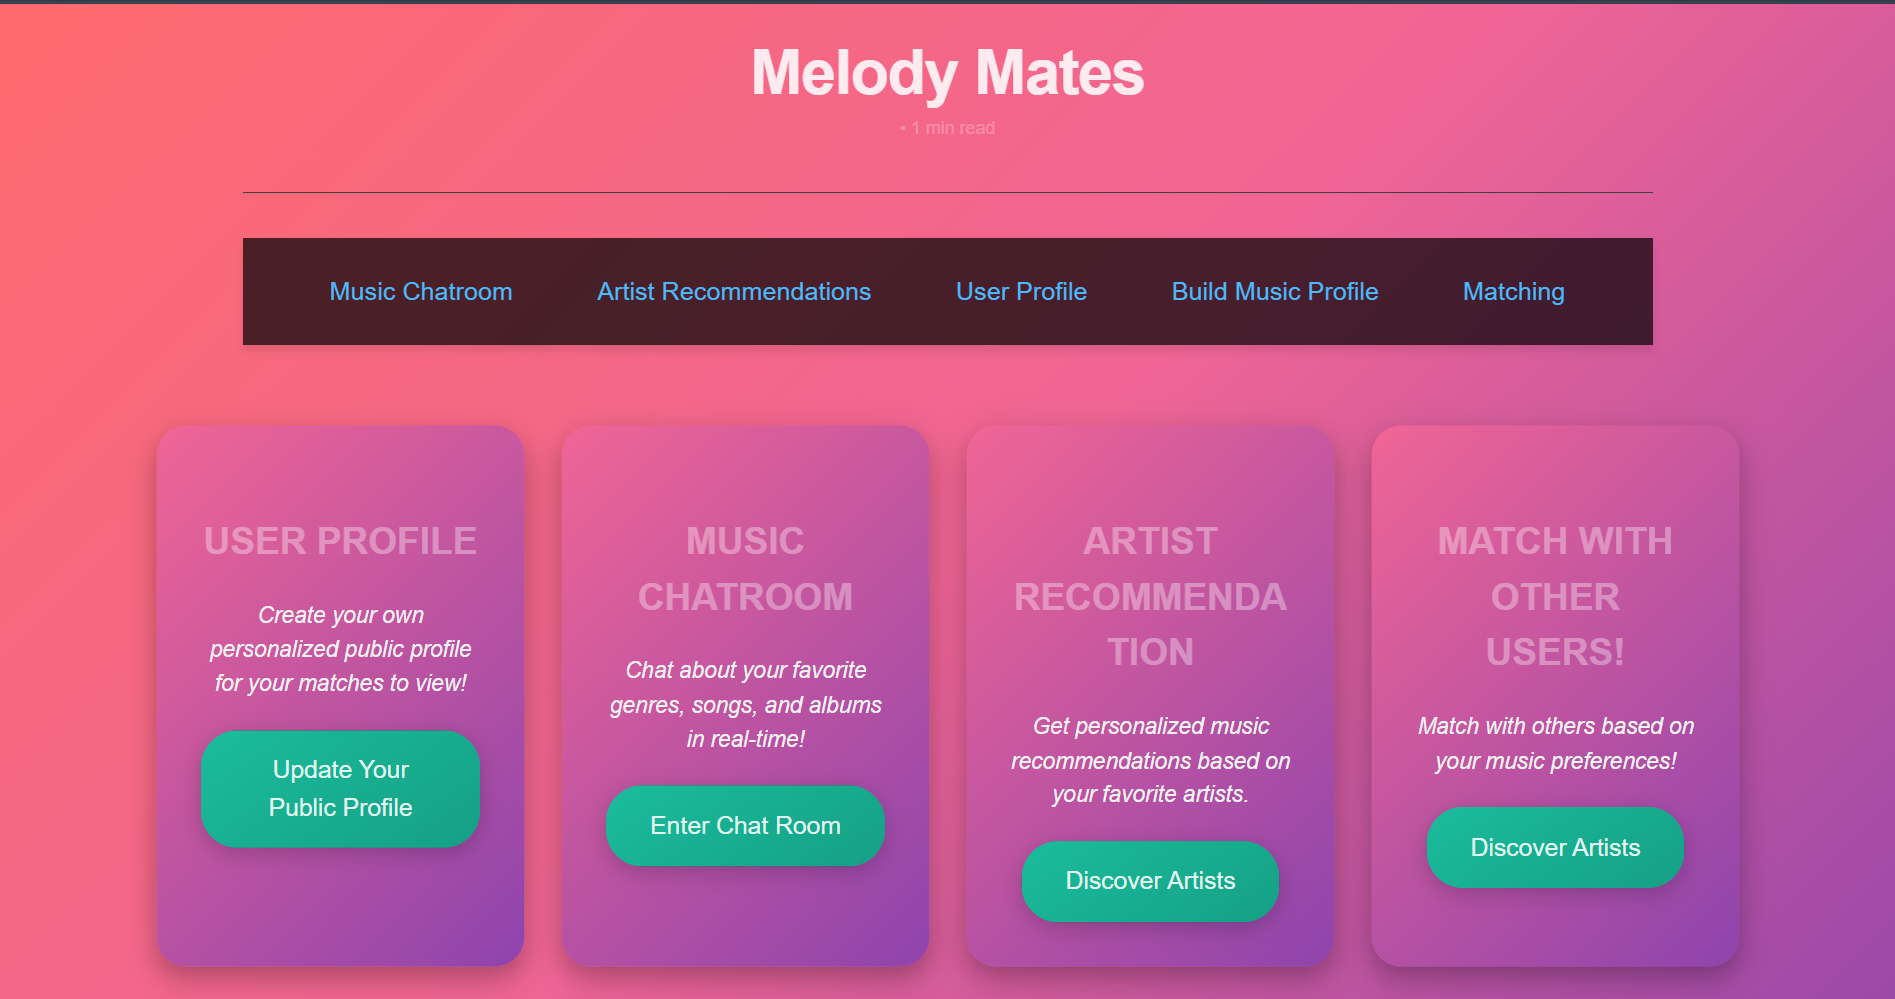 Melody Mates
• 1 min read
Music Chatroom Artist Recommendations User Profile Build Music Profile Matching
USER PROFILE
Create your own
personalized public profile
for your matches to view!
Update Your
Public Profile
MUSIC
CHATROOM
Chat about your favorite
genres, songs, and albums
in real-time!
Enter Chat Room
ARTIST
RECOMMENDA
TION
Get personalized music
recommendations based on
your favorite artists.
Discover Artists
MATCH WITH
OTHER
USERS!
Match with others based on
your music preferences!
Discover Artists